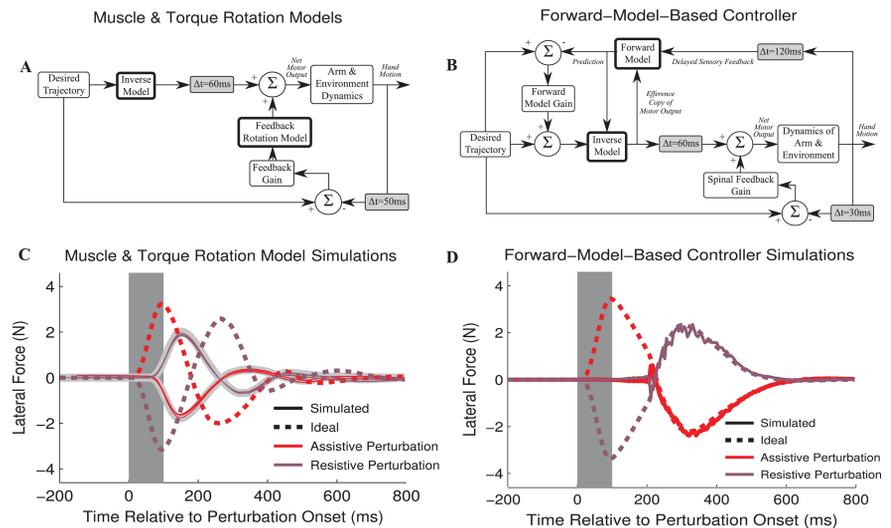 Muscle & Torque Rotation Models
A
Desired
Trajectory
Inverse
Model
Δt=60ms
+
Σ
+
Net
Motor
Output
Arm &
Environment
Dynamics
Hand
Motion
Feedback
Rotation Model
Feedback
Gain
Σ
+
-
Δt=50ms
Forward−Model−Based Controller
B
+
Σ
-
Prediction
Forward
Model
Delayed Sensory Feedback
Δt=120ms
Forward
Model Gain
Efference
Copy of
Motor Output
Desired
Trajectory
+
+
Σ
Inverse
Model
Δt=60ms
+
Σ
+
Net
Motor
Output
Dynamics of
Arm &
Environment
Hand
Motion
Spinal Feedback
Gain
+
Σ
-
Δt=30ms
C
Muscle & Torque Rotation Model Simulations
Lateral Force (N)
4
2
0
−2
−4
Simulated
Ideal
Assistive Perturbation
Resistive Perturbation
−200
0
200
400
600
800
Time Relative to Perturbation Onset (ms)
D
Forward−Model−Based Controller Simulations
Lateral Force (N)
4
2
0
−2
−4
Simulated
Ideal
Assistive Perturbation
Resistive Perturbation
−200
0
200
400
600
800
Time Relative to Perturbation Onset (ms)